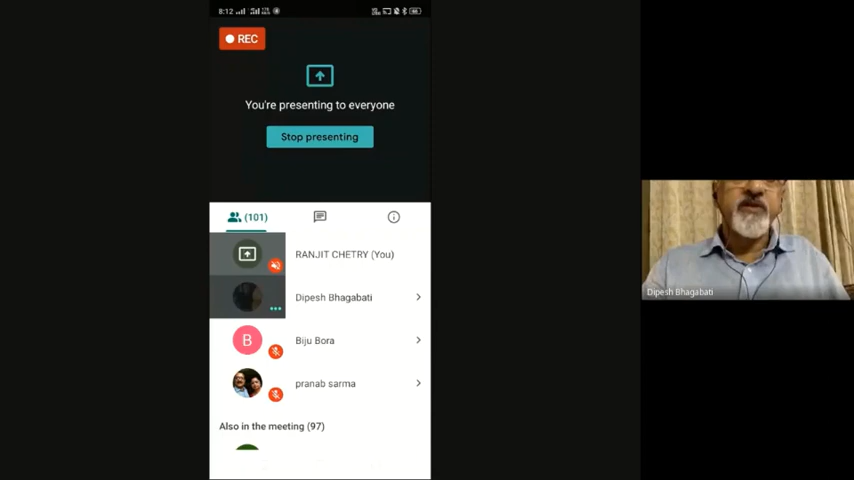 8:12
REC
You're presenting to everyone
Stop presenting
(101)
RANJIT CHETRY (You)
Dipesh Bhagabati
Biju Bora
B
pranab sarma
Also in the meeting (97)
Dipesh Bhagabati